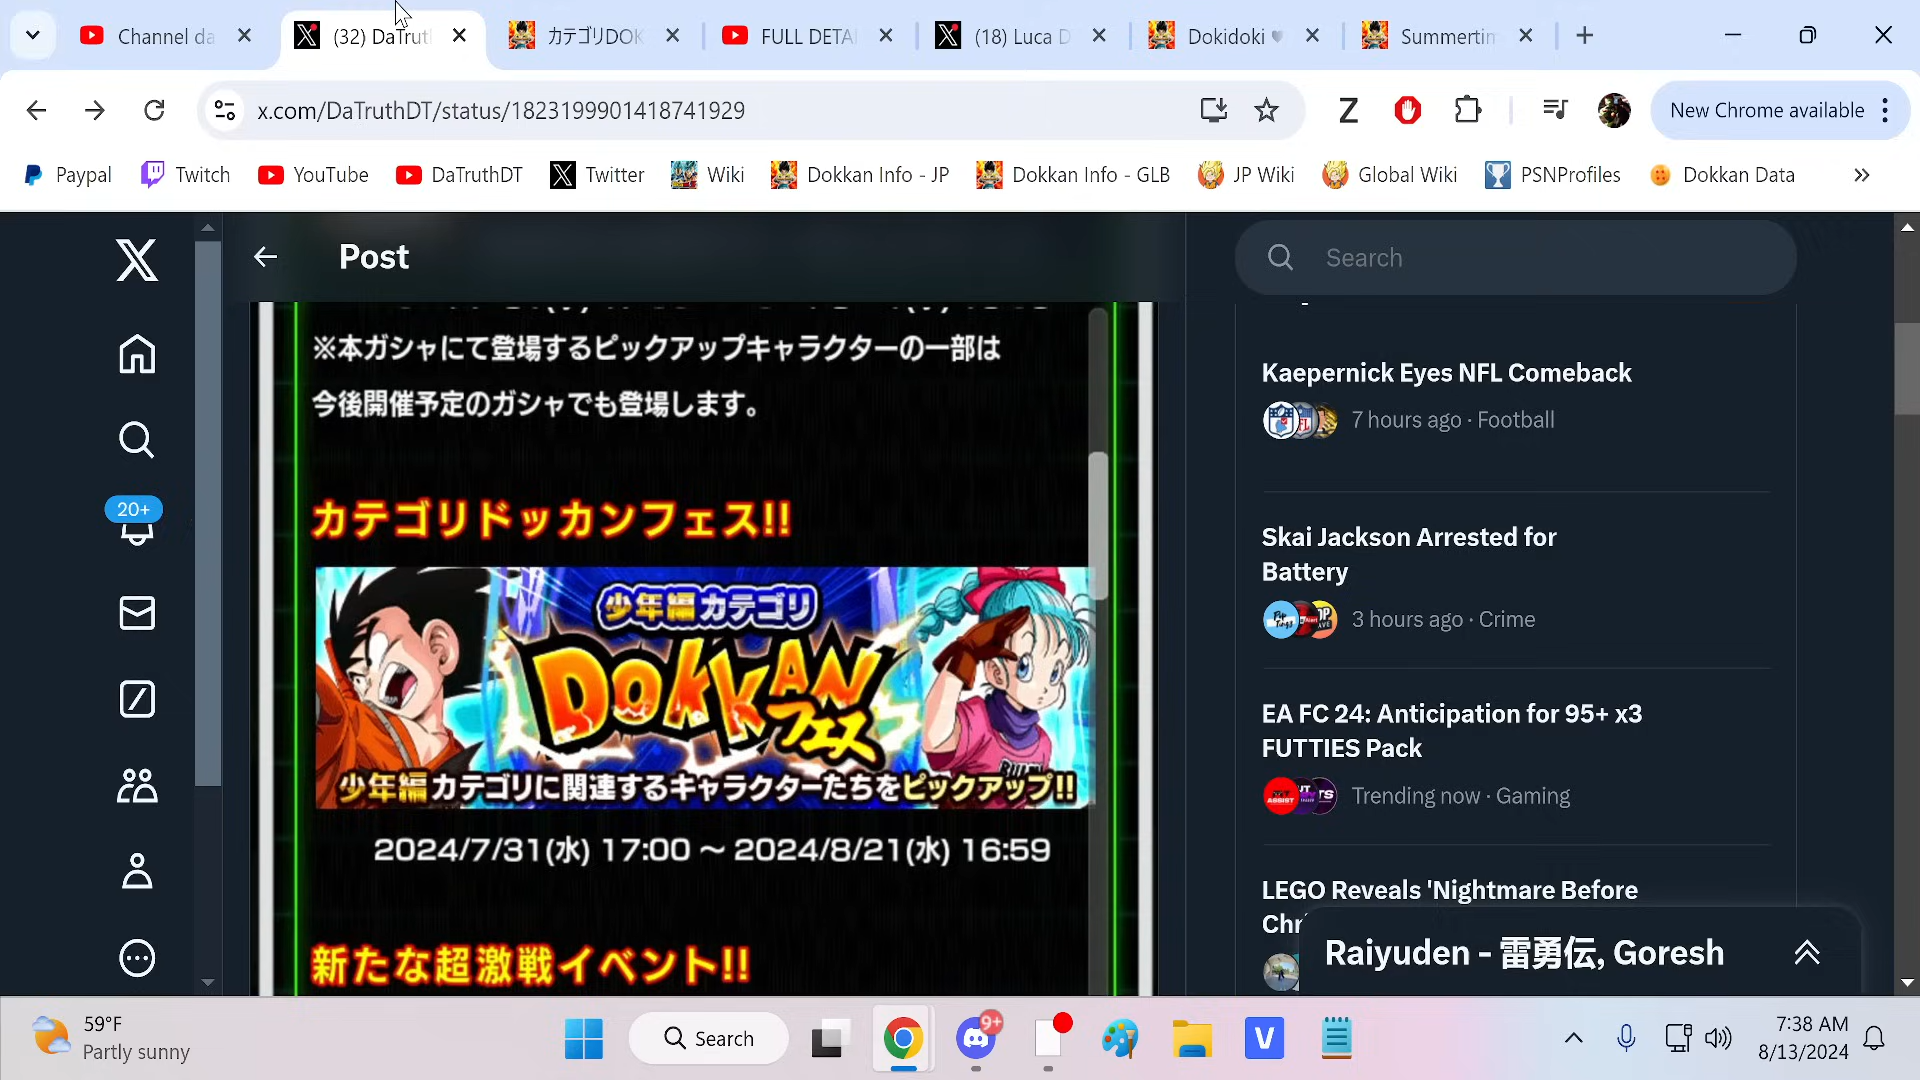 Channel da
(32) DaTrut
カテゴリDOK
FULL DETA
(18) Luca D
Dokidoki ♥
Summertim
x.com/DaTruthDT/status/1823199901418741929
Z
New Chrome available
Paypal
Twitch
YouTube
DaTruthDT
Twitter
Wiki
Dokkan Info - JP
Dokkan Info - GLB
JP Wiki
Global Wiki
PSNProfiles
Dokkan Data
»
Post
Search
20+
※本ガシャにて登場するピックアップキャラクターの一部は
今後開催予定のガシャでも登場します。
カテゴリドッカンフェス!!
少年編カテゴリ
DOKKAN
フェス
少年編カテゴリに関連するキャラクターたちをピックアップ!!
2024/7/31(水) 17:00 ～ 2024/8/21(水) 16:59
新たな超激戦イベント!!
Kaepernick Eyes NFL Comeback
7 hours ago · Football
Skai Jackson Arrested for
Battery
3 hours ago · Crime
EA FC 24: Anticipation for 95+ x3
FUTTIES Pack
Trending now · Gaming
LEGO Reveals 'Nightmare Before
Chr
Raiyuden - 雷勇伝, Goresh
59°F
Partly sunny
Search
9+
V
7:38 AM
8/13/2024